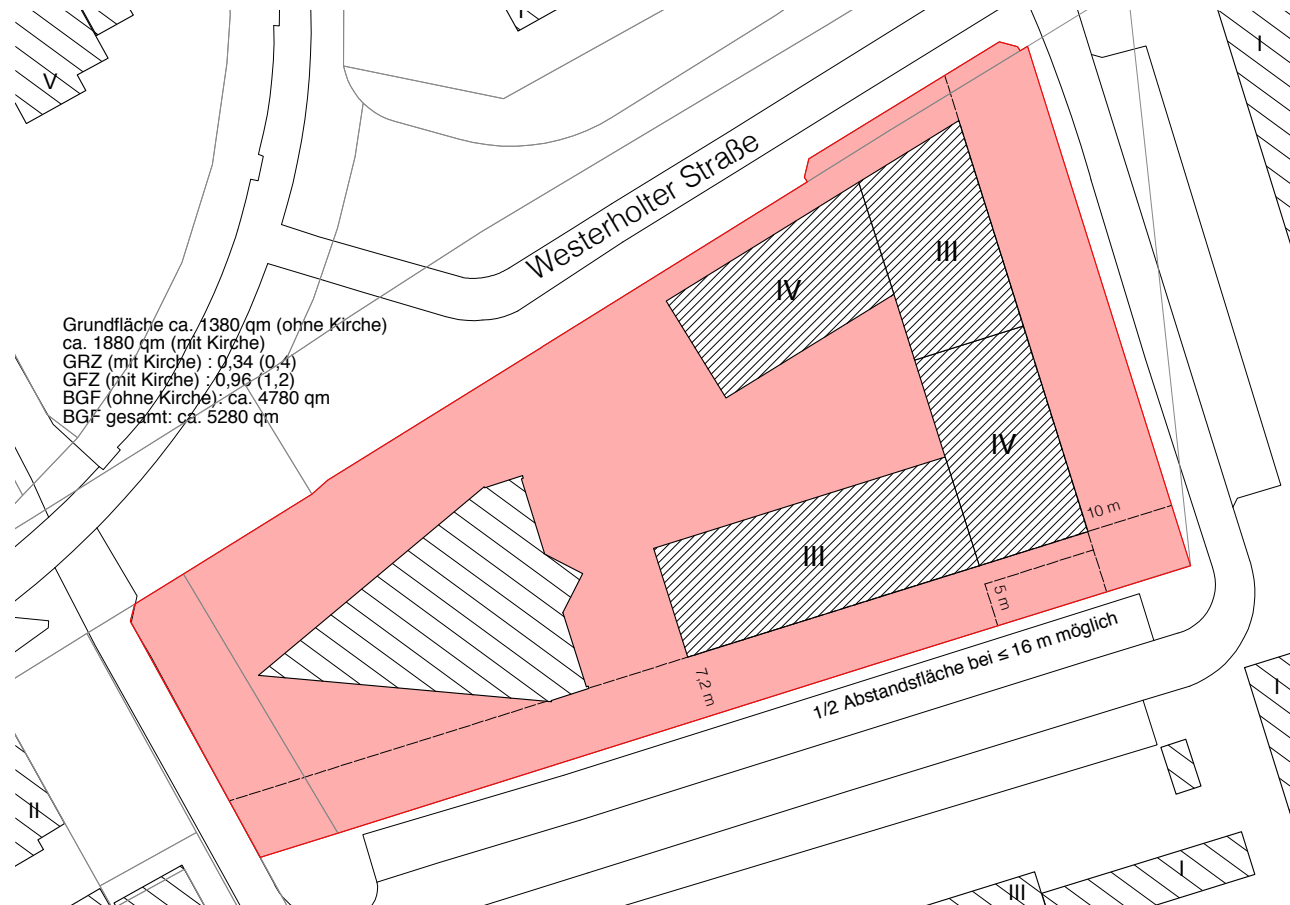 V
I
Westerholter Straße
III
IV
Grundfläche ca. 1380 qm (ohne Kirche)
ca. 1880 qm (mit Kirche)
GRZ (mit Kirche) : 0,34 (0,4)
GFZ (mit Kirche) : 0,96 (1,2)
BGF (ohne Kirche): ca. 4780 qm
BGF gesamt: ca. 5280 qm
IV
10 m
III
5 m
1/2 Abstandsfläche bei ≤ 16 m möglich
7,2 m
I
II
I
III